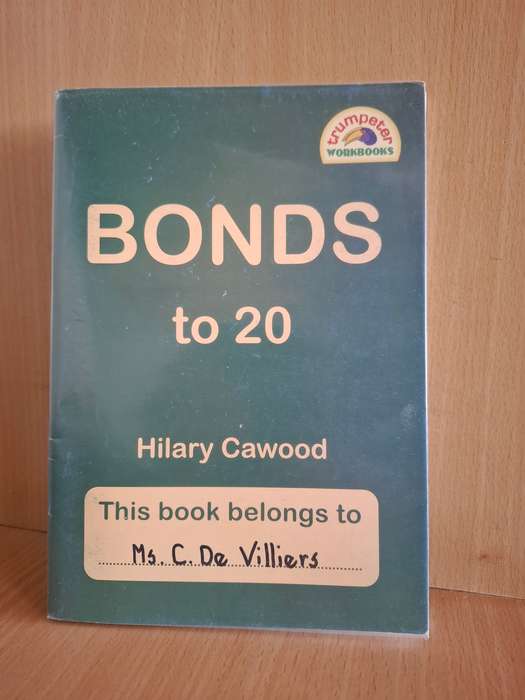 trumpeter
WORKBOOKS
BONDS
to 20
Hilary Cawood
This book belongs to
Ms. C. De Villiers